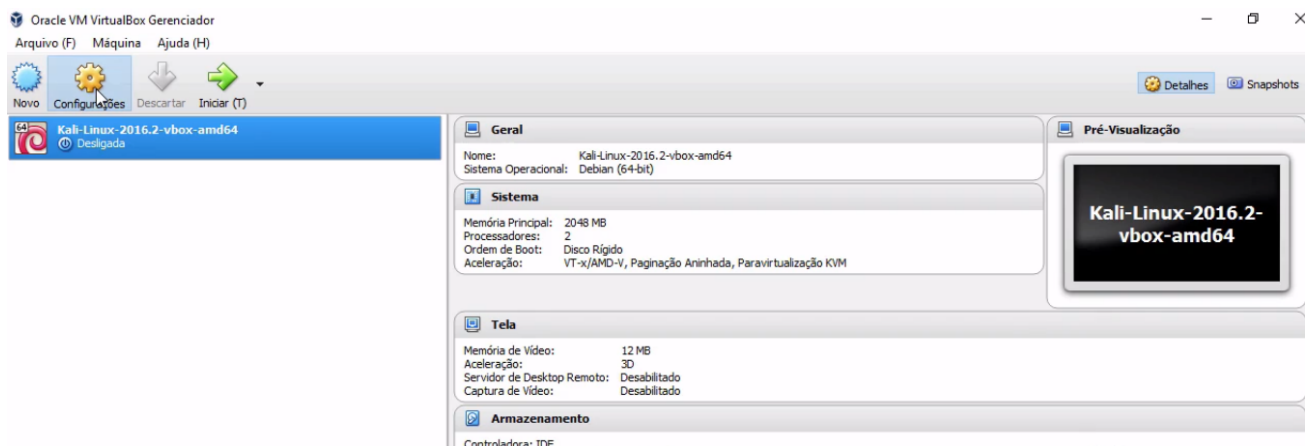 Oracle VM VirtualBox Gerenciador
Arquivo (F) Máquina Ajuda (H)
Novo Configurações Descartar Iniciar (T)
Detalhes Snapshots
64
Kali-Linux-2016.2-vbox-amd64
Desligada
Geral
Nome: Kali-Linux-2016.2-vbox-amd64
Sistema Operacional: Debian (64-bit)
Sistema
Memória Principal: 2048 MB
Processadores: 2
Ordem de Boot: Disco Rígido
Aceleração: VT-x/AMD-V, Paginação Aninhada, Paravirtualização KVM
Pré-Visualização
Kali-Linux-2016.2-
vbox-amd64
Tela
Memória de Vídeo: 12 MB
Aceleração: 3D
Servidor de Desktop Remoto: Desabilitado
Captura de Vídeo: Desabilitado
Armazenamento
Controladora: IDE